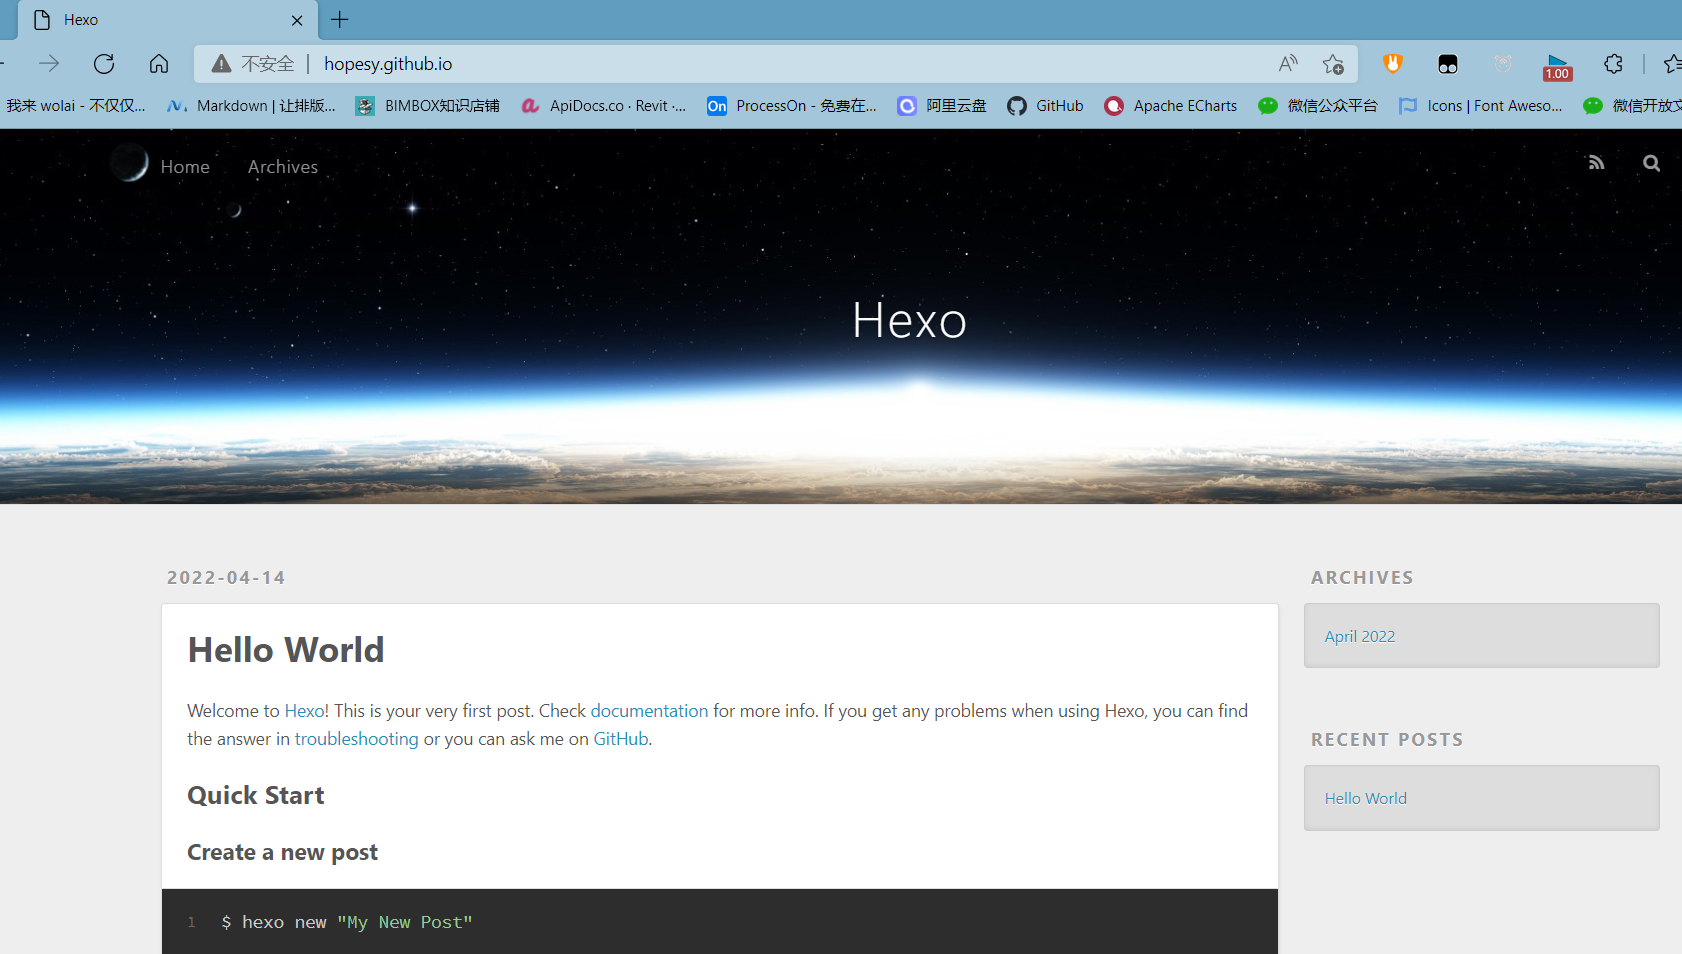 Hexo
不安全 | hopesy.github.io
1.00
我来 wolai - 不仅仅... Markdown | 让排版... BIMBOX知识店铺 ApiDocs.co · Revit ·... On ProcessOn - 免费在... 阿里云盘 GitHub Apache ECharts 微信公众平台 Icons | Font Aweso... 微信开放文
Home Archives
Hexo
2022-04-14
Hello World
Welcome to Hexo! This is your very first post. Check documentation for more info. If you get any problems when using Hexo, you can find
the answer in troubleshooting or you can ask me on GitHub.
Quick Start
Create a new post
1 $ hexo new "My New Post"
ARCHIVES
April 2022
RECENT POSTS
Hello World